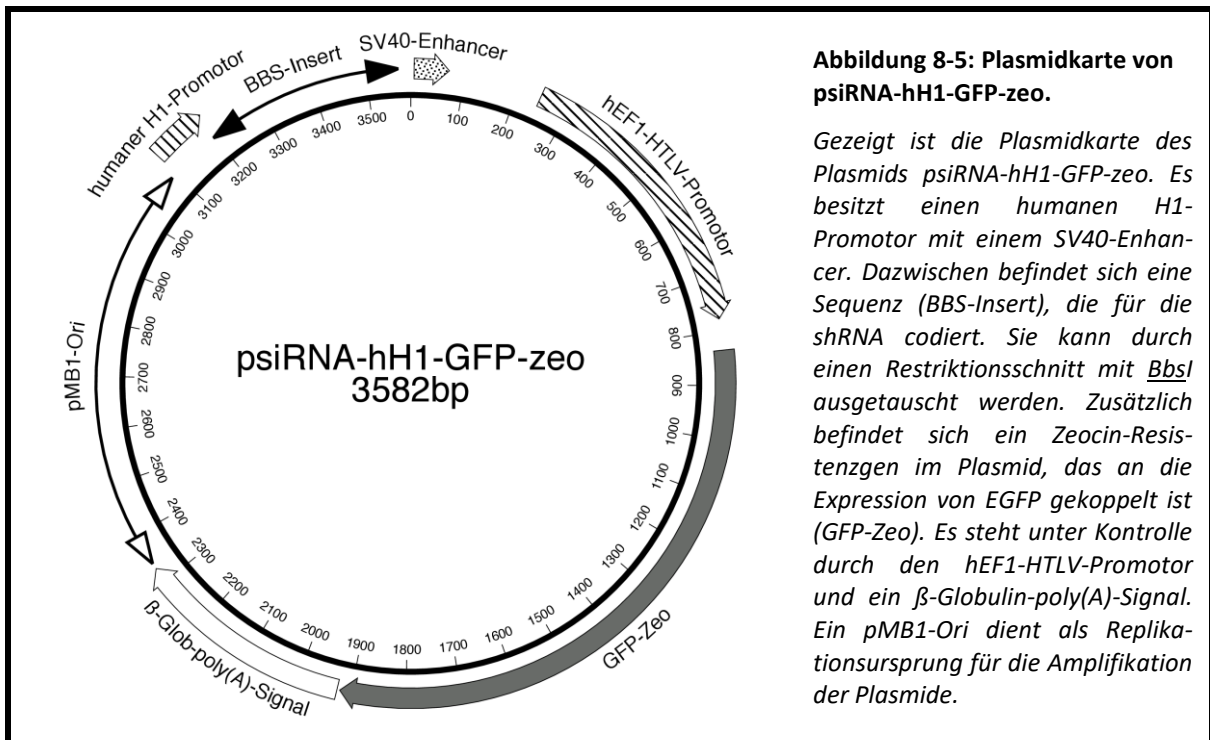 SV40-Enhancer
BBS-Insert
humaner H1-Promotor
hEF1-HTLV-Promotor
pMB1-Ori
GFP-Zeo
ß-Glob-poly(A)-Signal
0
100
200
300
400
500
600
700
800
900
1000
1100
1200
1300
1400
1500
1600
1700
1800
1900
2000
2100
2200
2300
2400
2500
2600
2700
2800
2900
3000
3100
3200
3300
3400
3500
psiRNA-hH1-GFP-zeo
3582bp
Abbildung 8-5: Plasmidkarte von
psiRNA-hH1-GFP-zeo.
Gezeigt ist die Plasmidkarte des
Plasmids psiRNA-hH1-GFP-zeo. Es
besitzt einen humanen H1-
Promotor mit einem SV40-Enhan-
cer. Dazwischen befindet sich eine
Sequenz (BBS-Insert), die für die
shRNA codiert. Sie kann durch
einen Restriktionsschnitt mit BbsI
ausgetauscht werden. Zusätzlich
befindet sich ein Zeocin-Resis-
tenzgen im Plasmid, das an die
Expression von EGFP gekoppelt ist
(GFP-Zeo). Es steht unter Kontrolle
durch den hEF1-HTLV-Promotor
und ein ß-Globulin-poly(A)-Signal.
Ein pMB1-Ori dient als Replika-
tionsursprung für die Amplifikation
der Plasmide.